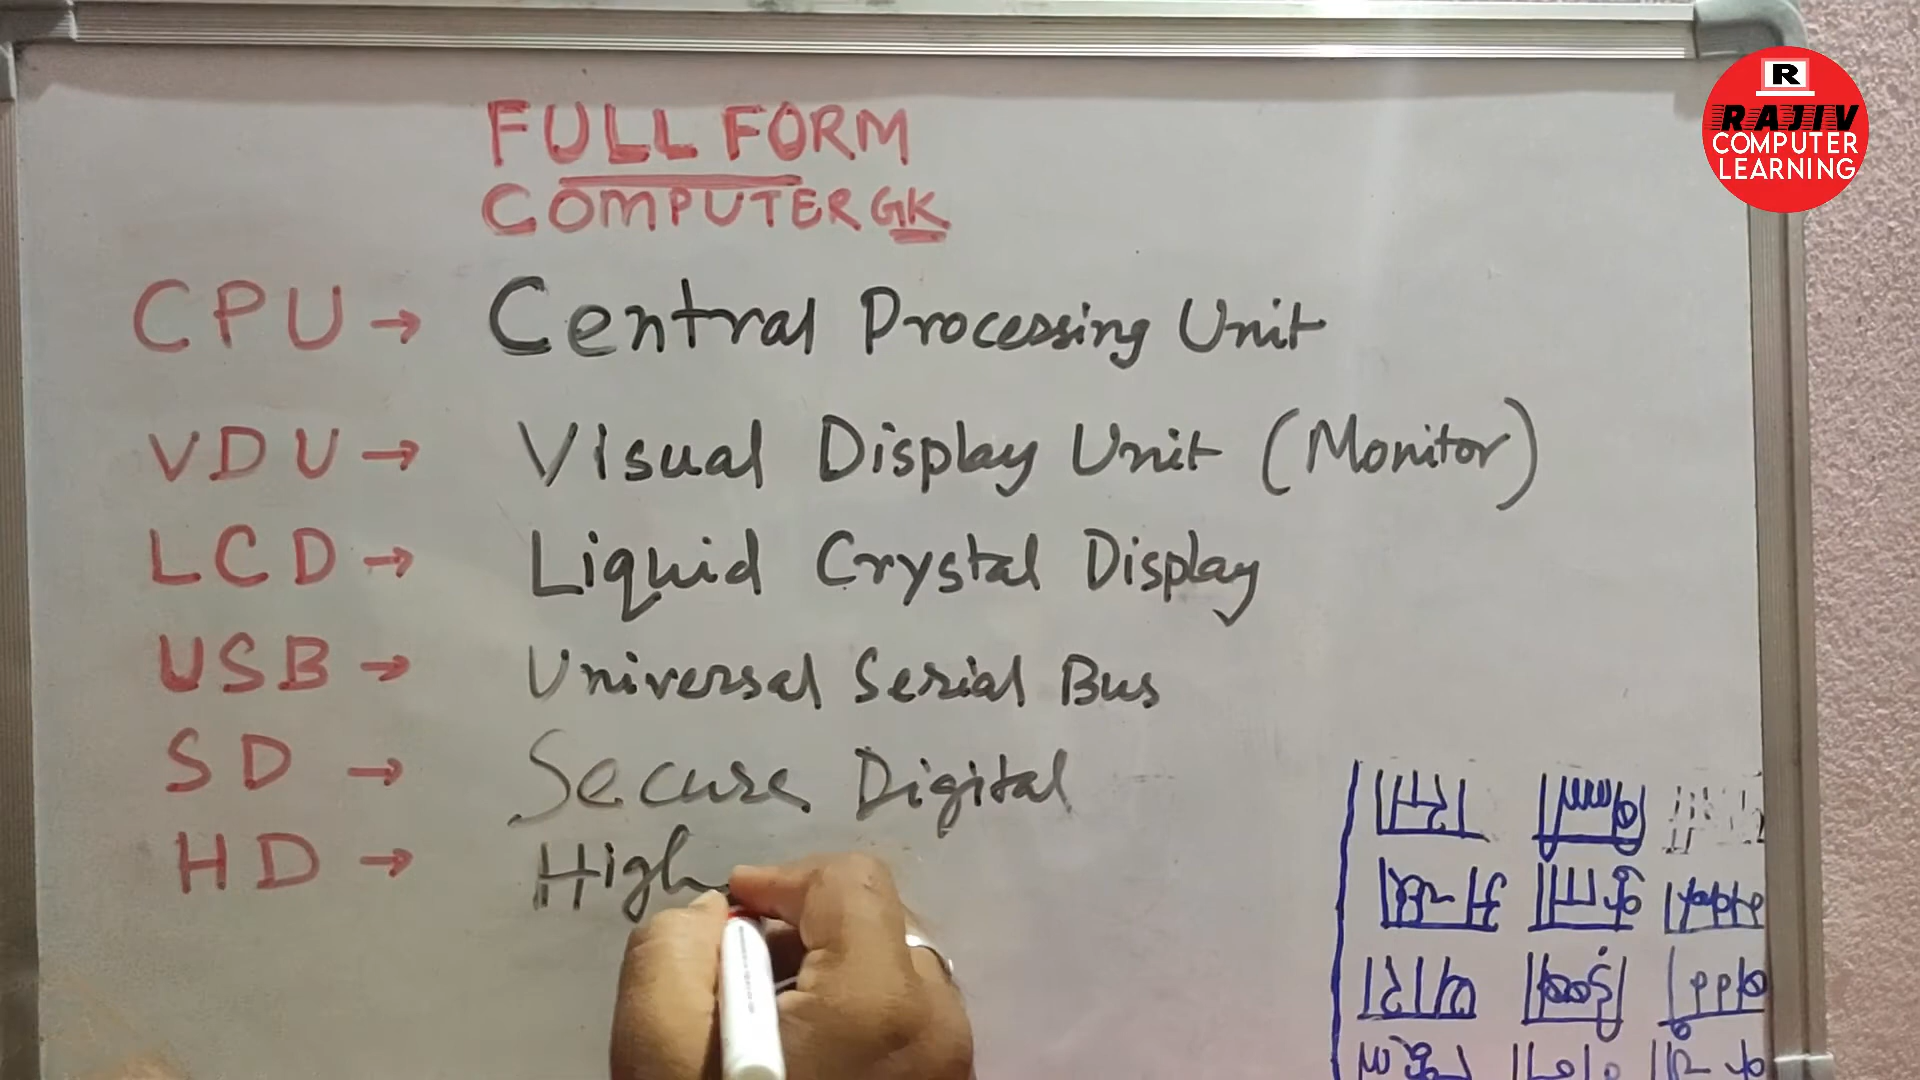 FULL FORM
COMPUTER GK
CPU → Central Processing Unit
VDU → Visual Display Unit (Monitor)
LCD → Liquid Crystal Display
USB → Universal Serial Bus
SD → Secure Digital
HD → High
R
RAJIV
COMPUTER
LEARNING